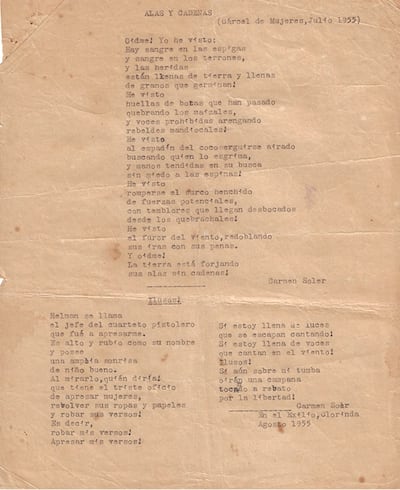 ALAS Y CADENAS
(Cárcel de Mujeres, Julio 1955)
Oidme! Yo he visto:
Hay sangre en las espigas
y sangre en los terrones,
y las heridas
están llenas de tierra y llenas
de granos que germinan!
He visto
huellas de botas que han pasado
quebrando los maizales,
y voces prohibidas arengando
rebeldes mandiocales!
He visto
al espadín del cocoserguirse airado
buscando quien lo esgrima,
y manos tendidas en su busca
sin miedo a las espinas!
He visto
romperse el surco henchido
de fuerzas potenciales,
con temblores que llegan desbocados
desde los quebrachales!
He visto
el furor del viento, redoblando
sus iras con sus penas.
Y oidme!
La tierra está forjando
sus alas sin cadenas!
Carmen Soler
Ilusos!
Helman se llama
el jefe del cuarteto pistolero
que fué a apresarme.
Es alto y rubio como su nombre
y posee
una amplia sonrisa
de niño bueno.
Al mirarlo, quién diría!
que tiene el triste oficio
de apresar mujeres,
revolver sus ropas y papeles
y robar sus versos!
Es decir,
robar mis versos!
Apresar mis versos!
Si estoy llena de luces
que se escapan cantando!
Si estoy llena de voces
que cantan en el viento!
Ilusos!
Si aún sobre mi tumba
oirán una campana
tocando a rebato
por la libertad!
Carmen Soler
En el Exilio, Clorinda
Agosto 1955